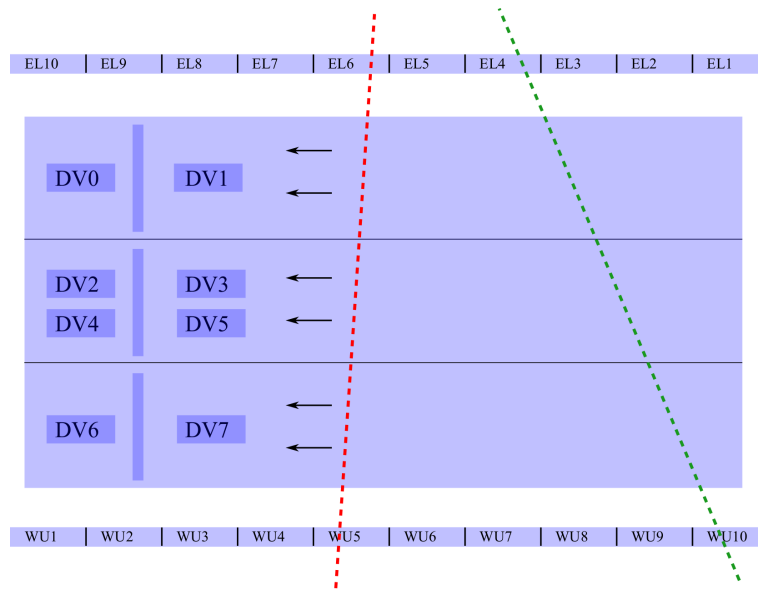 EL10 EL9 EL8 EL7 EL6 EL5 EL4 EL3 EL2 EL1
DV0 DV1
DV2 DV3
DV4 DV5
DV6 DV7
WU1 WU2 WU3 WU4 WU5 WU6 WU7 WU8 WU9 WU10